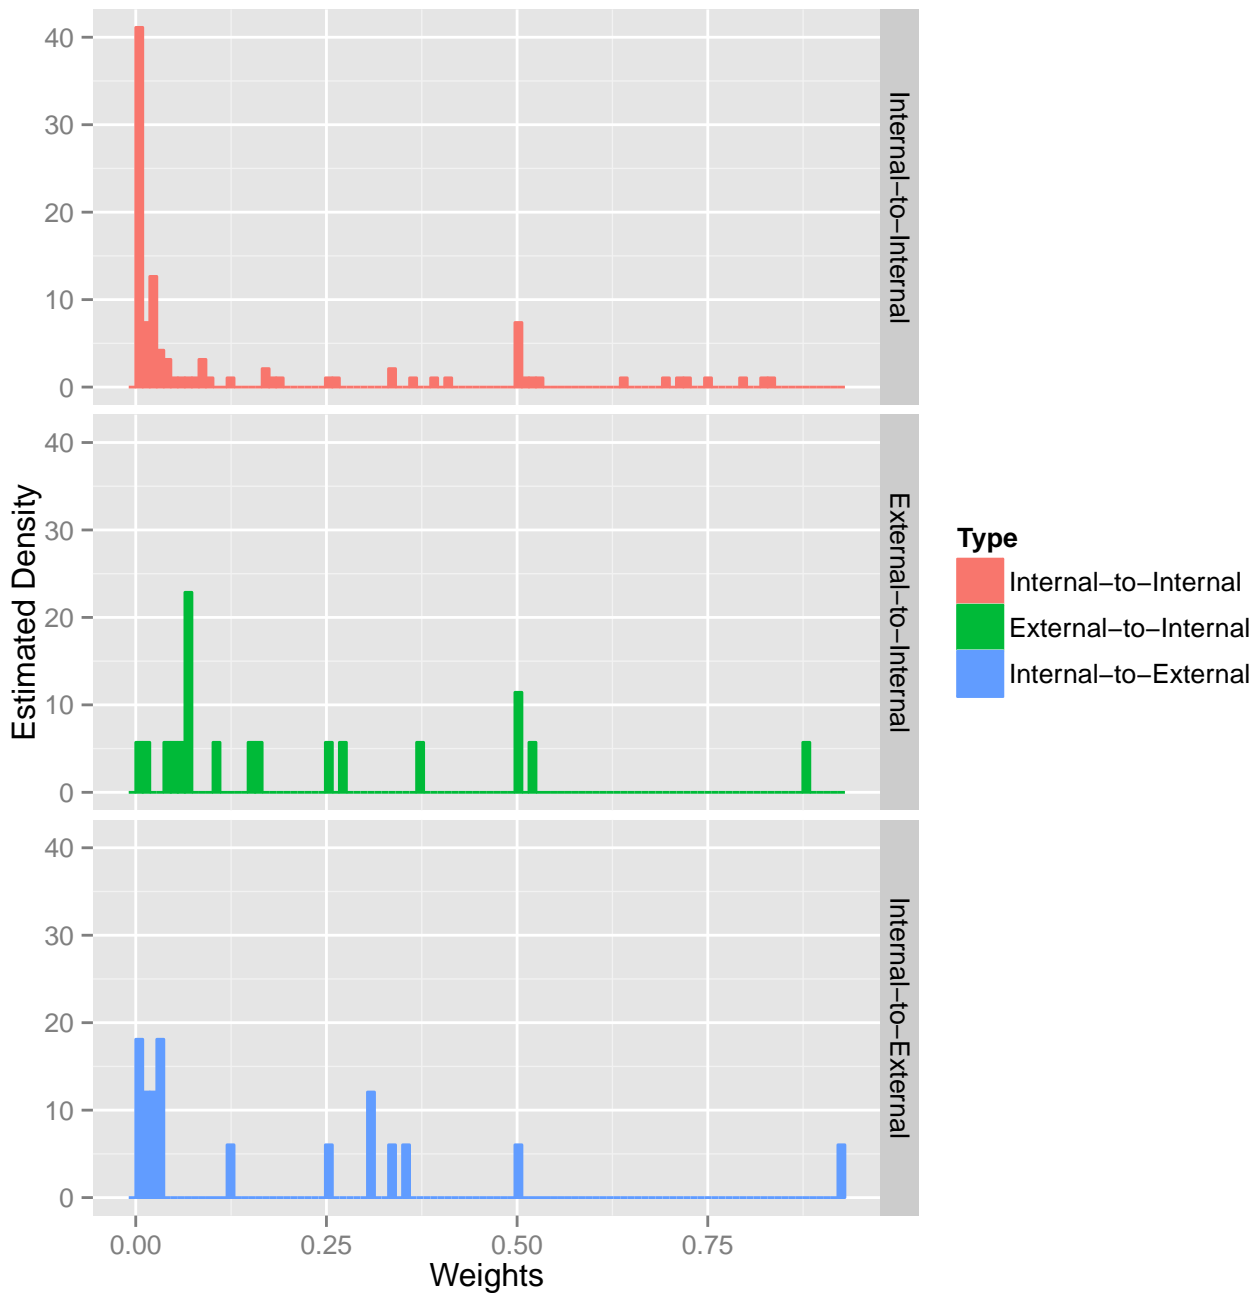 40
30
20
10
0
Internal−to−Internal
40
30
20
10
0
External−to−Internal
40
30
20
10
0
Internal−to−External
0.00
0.25
0.50
0.75
Weights
Estimated Density
Type
Internal−to−Internal
External−to−Internal
Internal−to−External